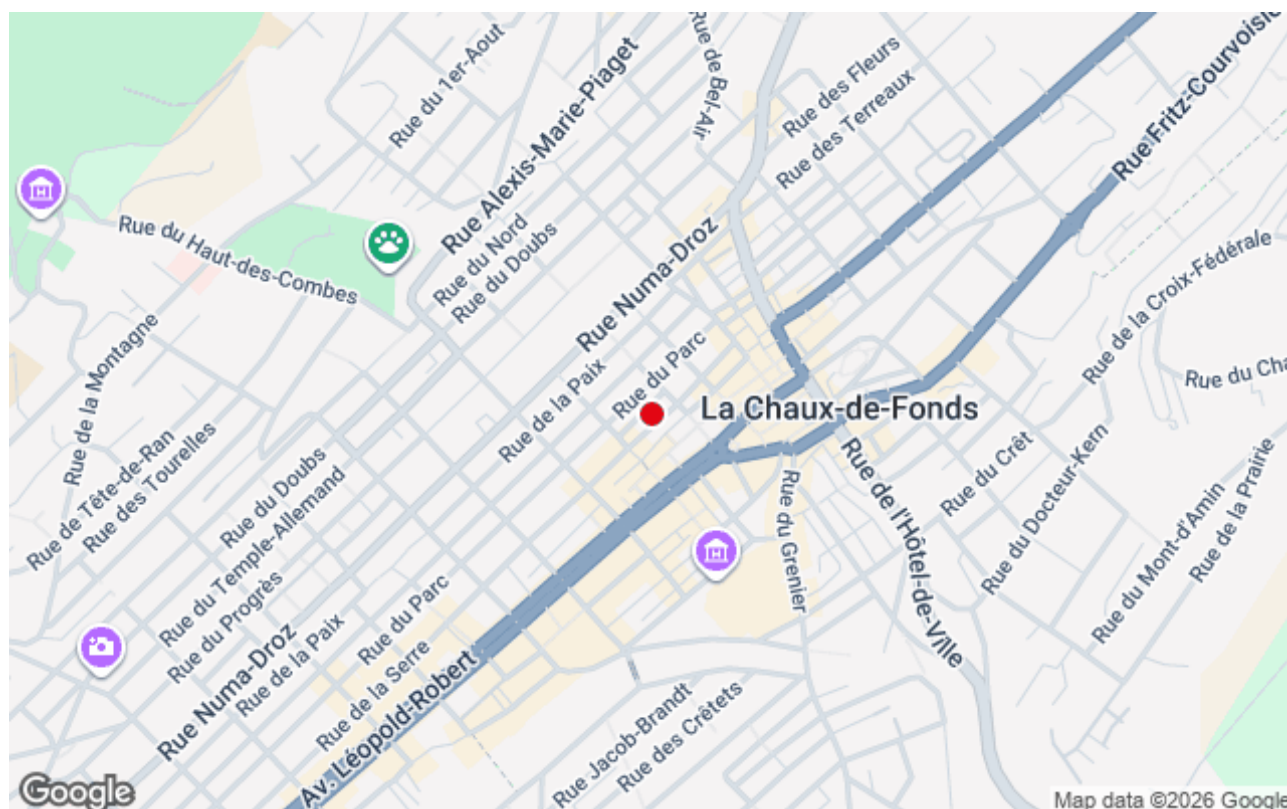 Rue du 1er-Aout
Rue Alexis-Marie-Piaget
Rue de Bel-Air
Rue des Fleurs
Rue des Terreaux
Rue Fritz-Courvoisie
Rue du Haut-des-Combes
Rue du Nord
Rue du Doubs
Rue Numa-Droz
Rue de la Croix-Fédérale
Rue de la Montagne
Rue du Parc
Rue de la Paix
Rue du Cha
La Chaux-de-Fonds
Rue de Tête-de-Ran
Rue des Tourelles
Rue du Doubs
Rue du Temple-Allemand
Rue du Progrès
Rue Numa-Droz
Rue de la Paix
Rue du Parc
Rue de la Serre
Av. Léopold-Robert
Rue du Grenier
Rue de l'Hôtel-de-Ville
Rue du Crêt
Rue du Docteur-Kern
Rue du Mont-d'Amin
Rue de la Prairie
Rue Jacob-Brandt
Rue des Crêtets
Google
Map data ©2026 Google